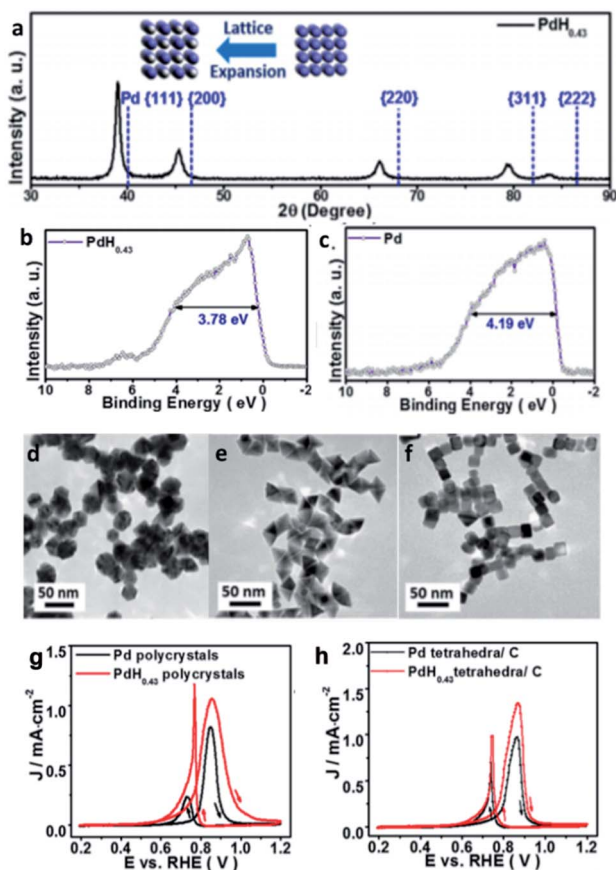 a
Lattice
Expansion
PdH0.43
Pd {111} {200}
{220}
{311} {222}
Intensity (a. u.)
30 40 50 60 70 80 90
2θ (Degree)
b
PdH0.43
3.78 eV
Intensity (a. u.)
10 8 6 4 2 0 -2
Binding Energy ( eV )
c.
Pd
4.19 eV
Intensity (a. u.)
10 8 6 4 2 0 -2
Binding Energy ( eV )
d
50 nm
e
50 nm
f
50 nm
g
Pd polycrystals
PdH0.43 polycrystals
J / mA·cm-2
1.5
1.0
0.5
0.0
0.2 0.4 0.6 0.8 1.0 1.2
E vs. RHE ( V )
h
Pd tetrahedra/ C
PdH0.43 tetrahedra/ C
J / mA·cm-2
2.0
1.5
1.0
0.5
0.0
0.2 0.4 0.6 0.8 1.0 1.2
E vs. RHE ( V )